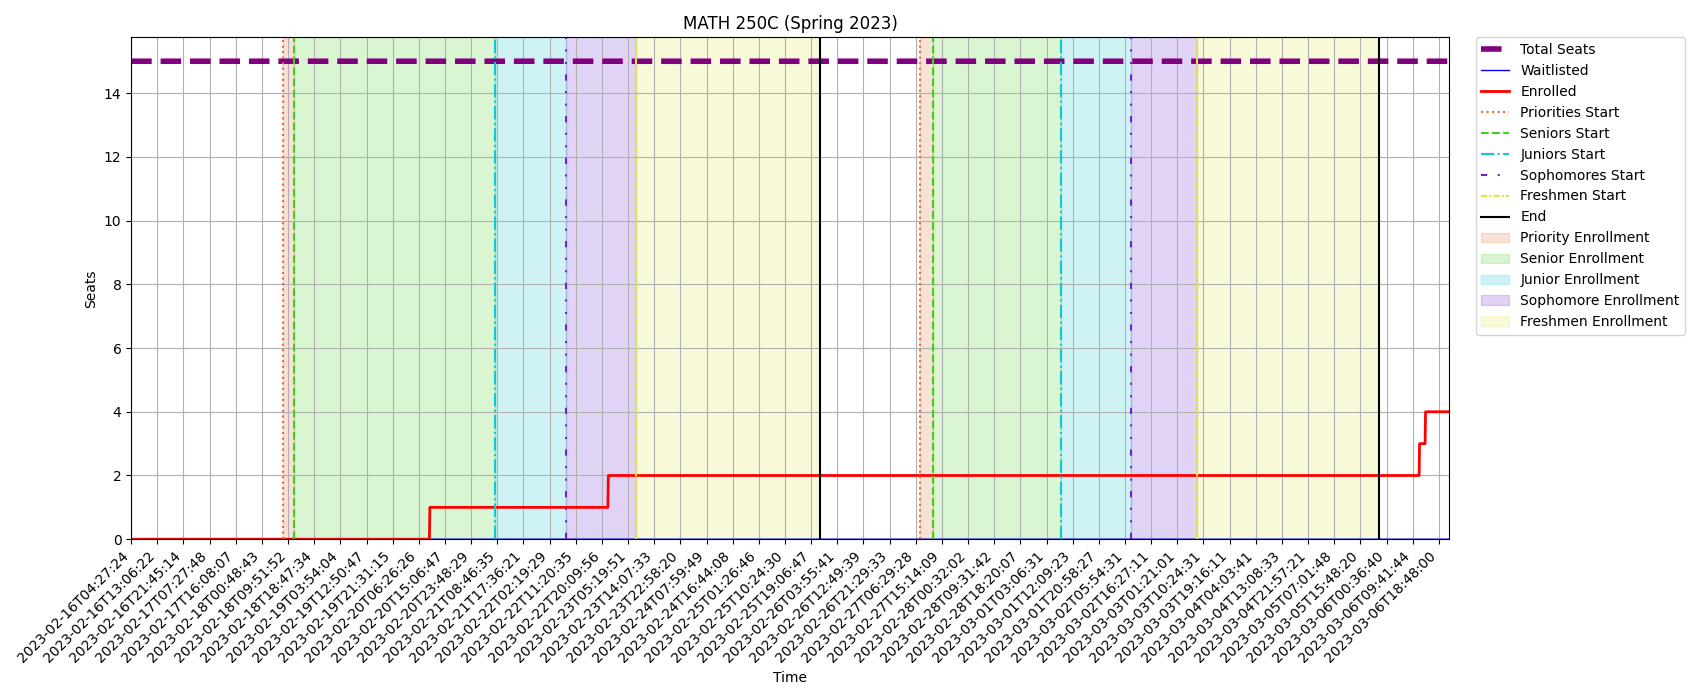 MATH 250C (Spring 2023)
Total Seats
Waitlisted
Enrolled
Priorities Start
Seniors Start
Juniors Start
Sophomores Start
Freshmen Start
End
Priority Enrollment
Senior Enrollment
Junior Enrollment
Sophomore Enrollment
Freshmen Enrollment
Seats
14
12
10
8
6
4
2
0
2023-02-16T04:27:24
2023-02-16T13:06:22
2023-02-16T21:45:14
2023-02-17T07:27:48
2023-02-17T16:08:07
2023-02-18T00:48:43
2023-02-18T09:51:52
2023-02-18T18:47:34
2023-02-19T03:54:04
2023-02-19T12:50:47
2023-02-19T21:31:15
2023-02-20T06:26:26
2023-02-20T15:06:47
2023-02-20T23:48:29
2023-02-21T08:46:35
2023-02-21T17:36:21
2023-02-22T02:19:29
2023-02-22T11:20:35
2023-02-22T20:09:56
2023-02-23T05:19:51
2023-02-23T14:07:33
2023-02-23T22:58:20
2023-02-24T07:59:49
2023-02-24T16:44:08
2023-02-25T01:26:46
2023-02-25T10:24:30
2023-02-25T19:06:47
2023-02-26T03:55:41
2023-02-26T12:49:39
2023-02-26T21:29:33
2023-02-27T06:29:28
2023-02-27T15:14:09
2023-02-28T00:32:02
2023-02-28T09:31:42
2023-02-28T18:20:07
2023-03-01T03:06:31
2023-03-01T12:09:23
2023-03-01T20:58:27
2023-03-02T05:54:31
2023-03-02T16:27:11
2023-03-03T01:21:01
2023-03-03T10:24:31
2023-03-03T19:16:11
2023-03-04T04:03:41
2023-03-04T13:08:33
2023-03-04T21:57:21
2023-03-05T07:01:48
2023-03-05T15:48:20
2023-03-06T00:36:40
2023-03-06T09:41:44
2023-03-06T18:48:00
Time